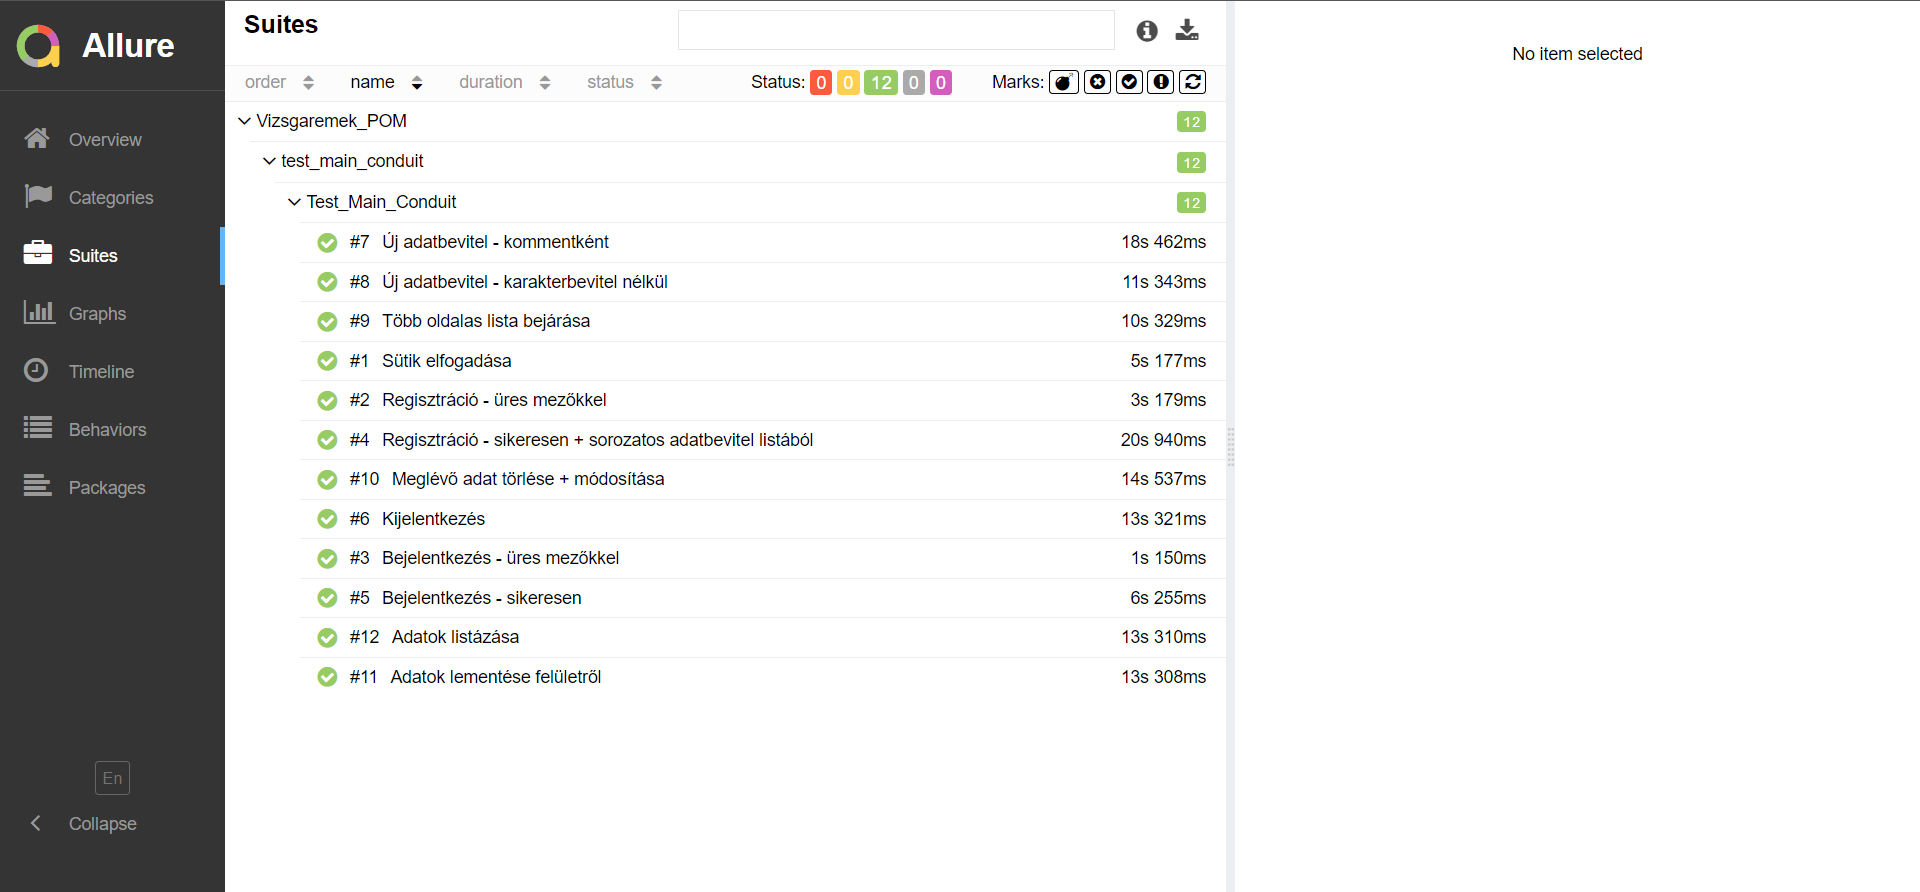 Allure
Overview
Categories
Suites
Graphs
Timeline
Behaviors
Packages
En
Collapse
Suites
order name duration status Status: 0 0 12 0 0 Marks:
Vizsgaremek_POM 12
test_main_conduit 12
Test_Main_Conduit 12
#7 Új adatbevitel - kommentként 18s 462ms
#8 Új adatbevitel - karakterbevitel nélkül 11s 343ms
#9 Több oldalas lista bejárása 10s 329ms
#1 Sütik elfogadása 5s 177ms
#2 Regisztráció - üres mezőkkel 3s 179ms
#4 Regisztráció - sikeresen + sorozatos adatbevitel listából 20s 940ms
#10 Meglévő adat törlése + módosítása 14s 537ms
#6 Kijelentkezés 13s 321ms
#3 Bejelentkezés - üres mezőkkel 1s 150ms
#5 Bejelentkezés - sikeresen 6s 255ms
#12 Adatok listázása 13s 310ms
#11 Adatok lementése felületről 13s 308ms
No item selected